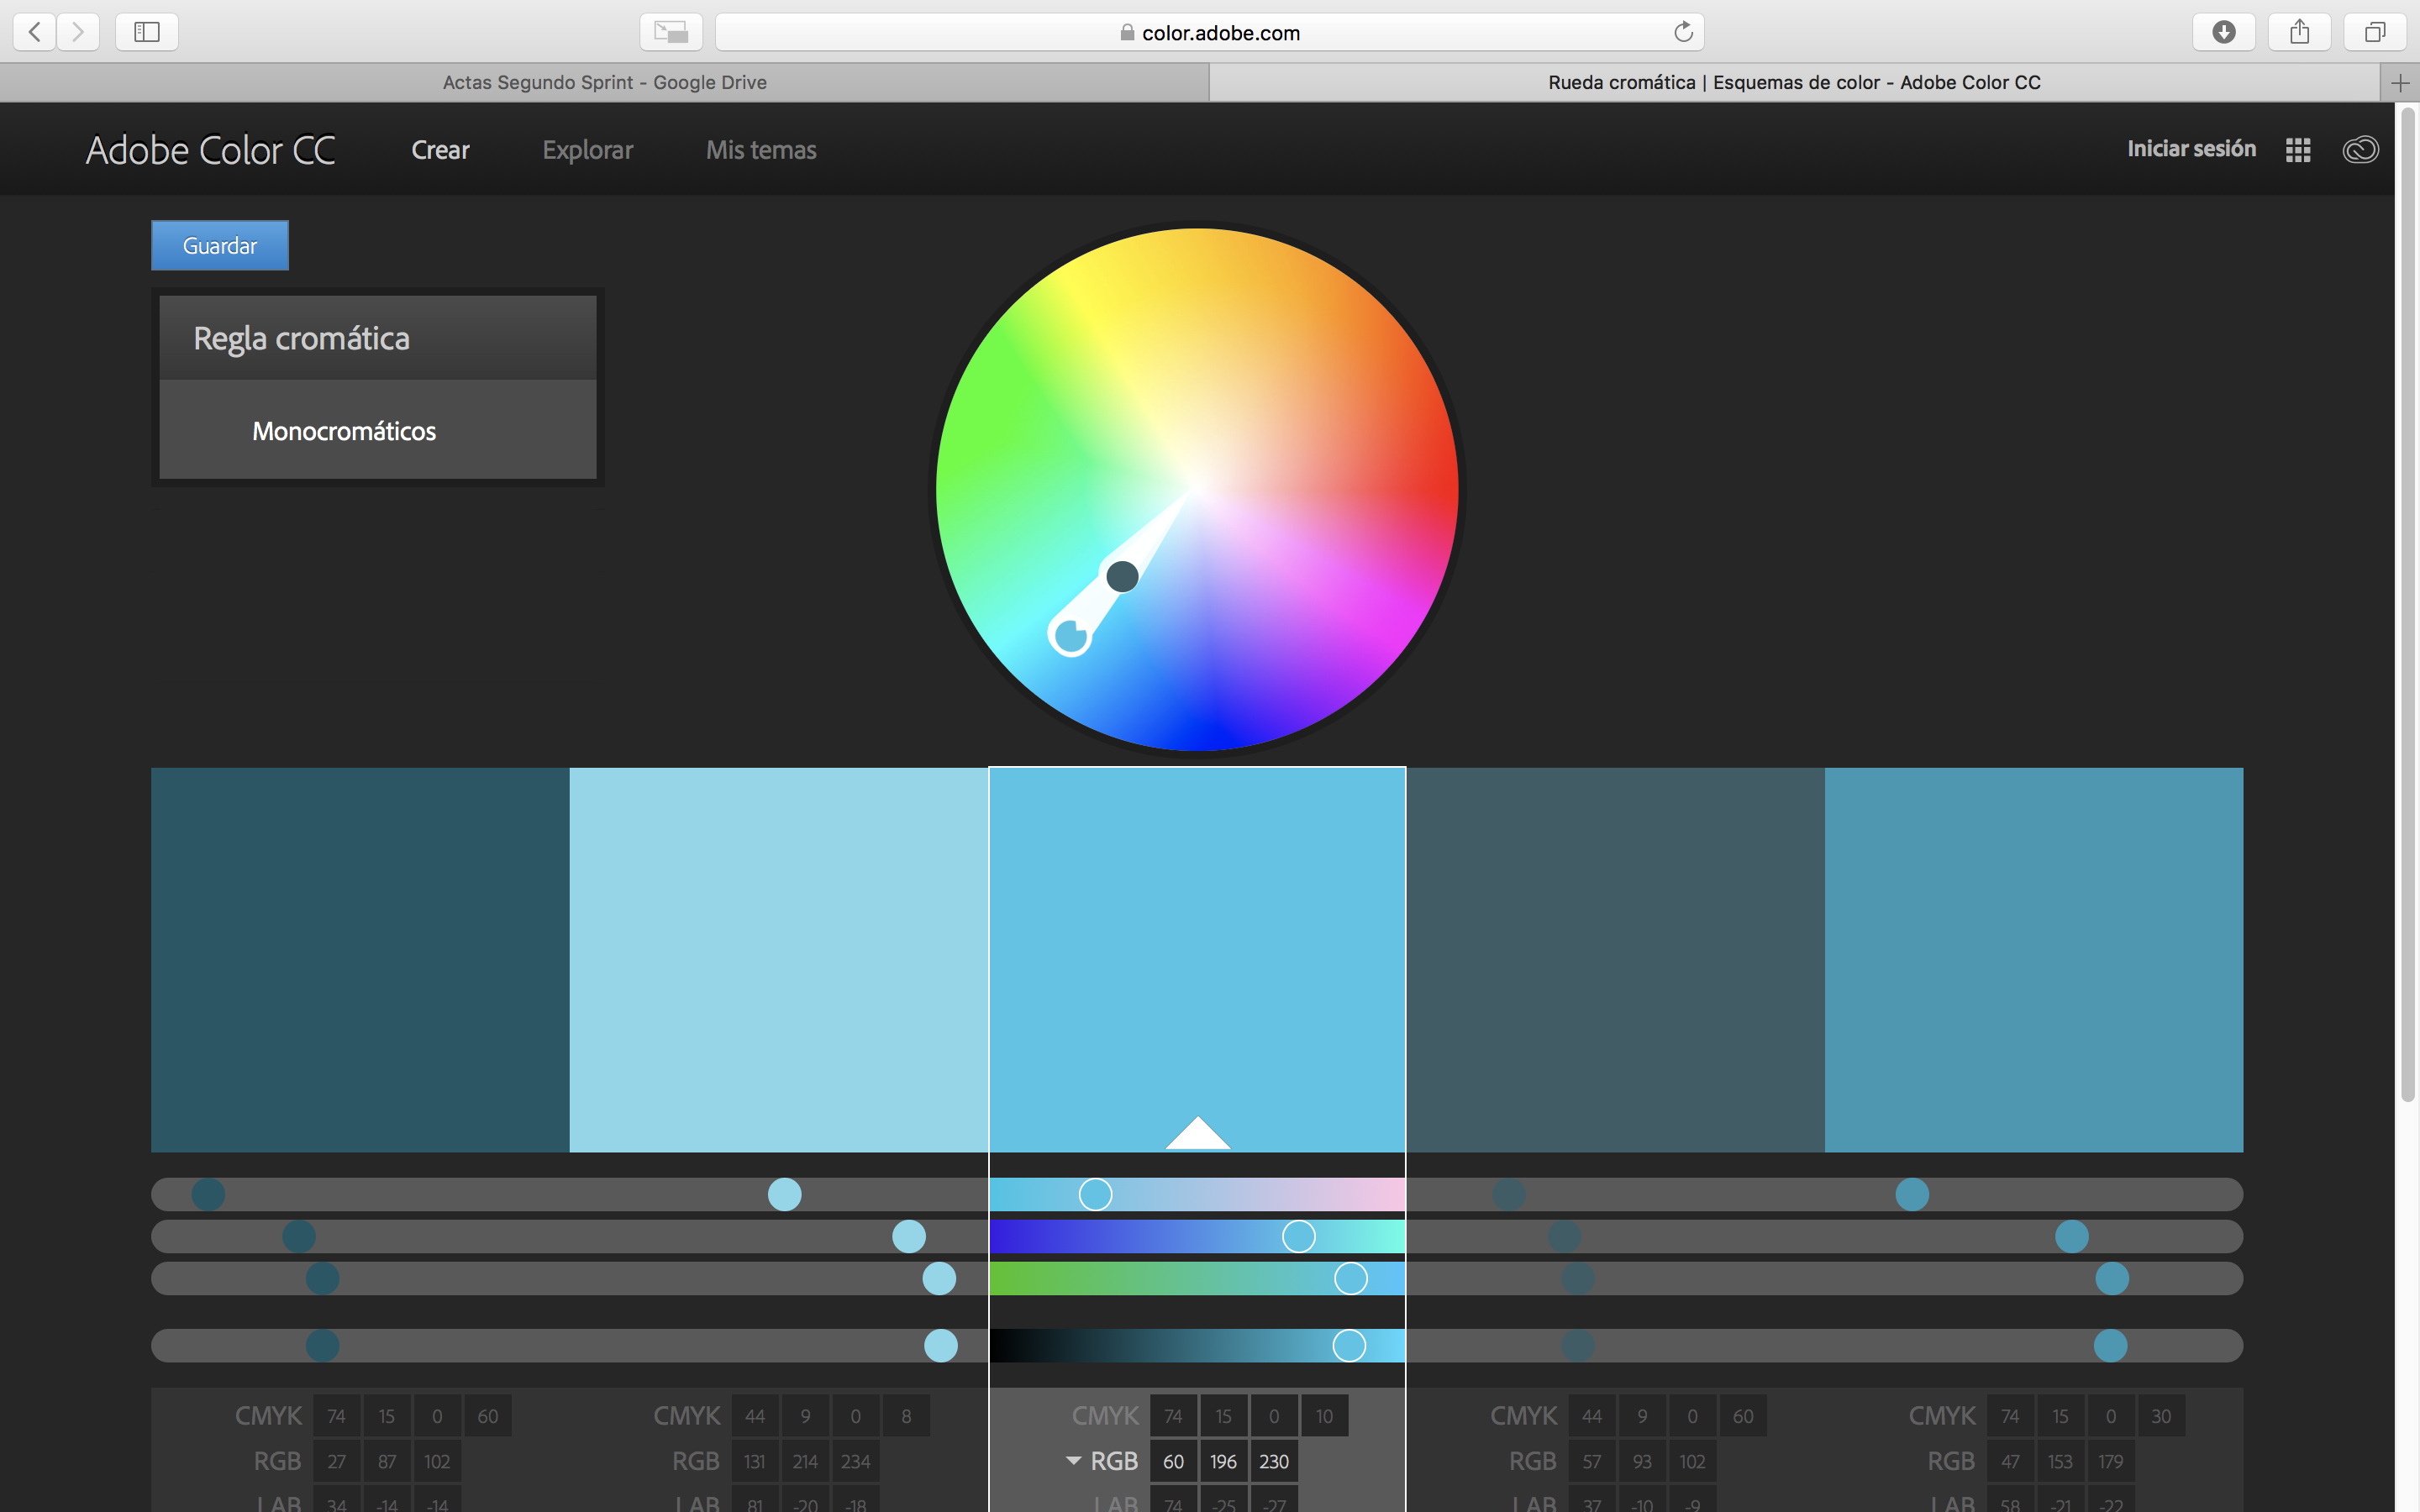 color.adobe.com
Actas Segundo Sprint - Google Drive
Rueda cromática | Esquemas de color - Adobe Color CC
Adobe Color CC
Crear
Explorar
Mis temas
Iniciar sesión
Guardar
Regla cromática
Monocromáticos
CMYK 74 15 0 60
CMYK 44 9 0 8
CMYK 74 15 0 10
CMYK 44 9 0 60
CMYK 74 15 0 30
RGB 27 87 102
RGB 131 214 234
RGB 60 196 230
RGB 57 93 102
RGB 47 153 179
LAB 34 -14 -14
LAB 81 -20 -18
LAB 74 -25 -27
LAB 37 -10 -9
LAB 58 -21 -22